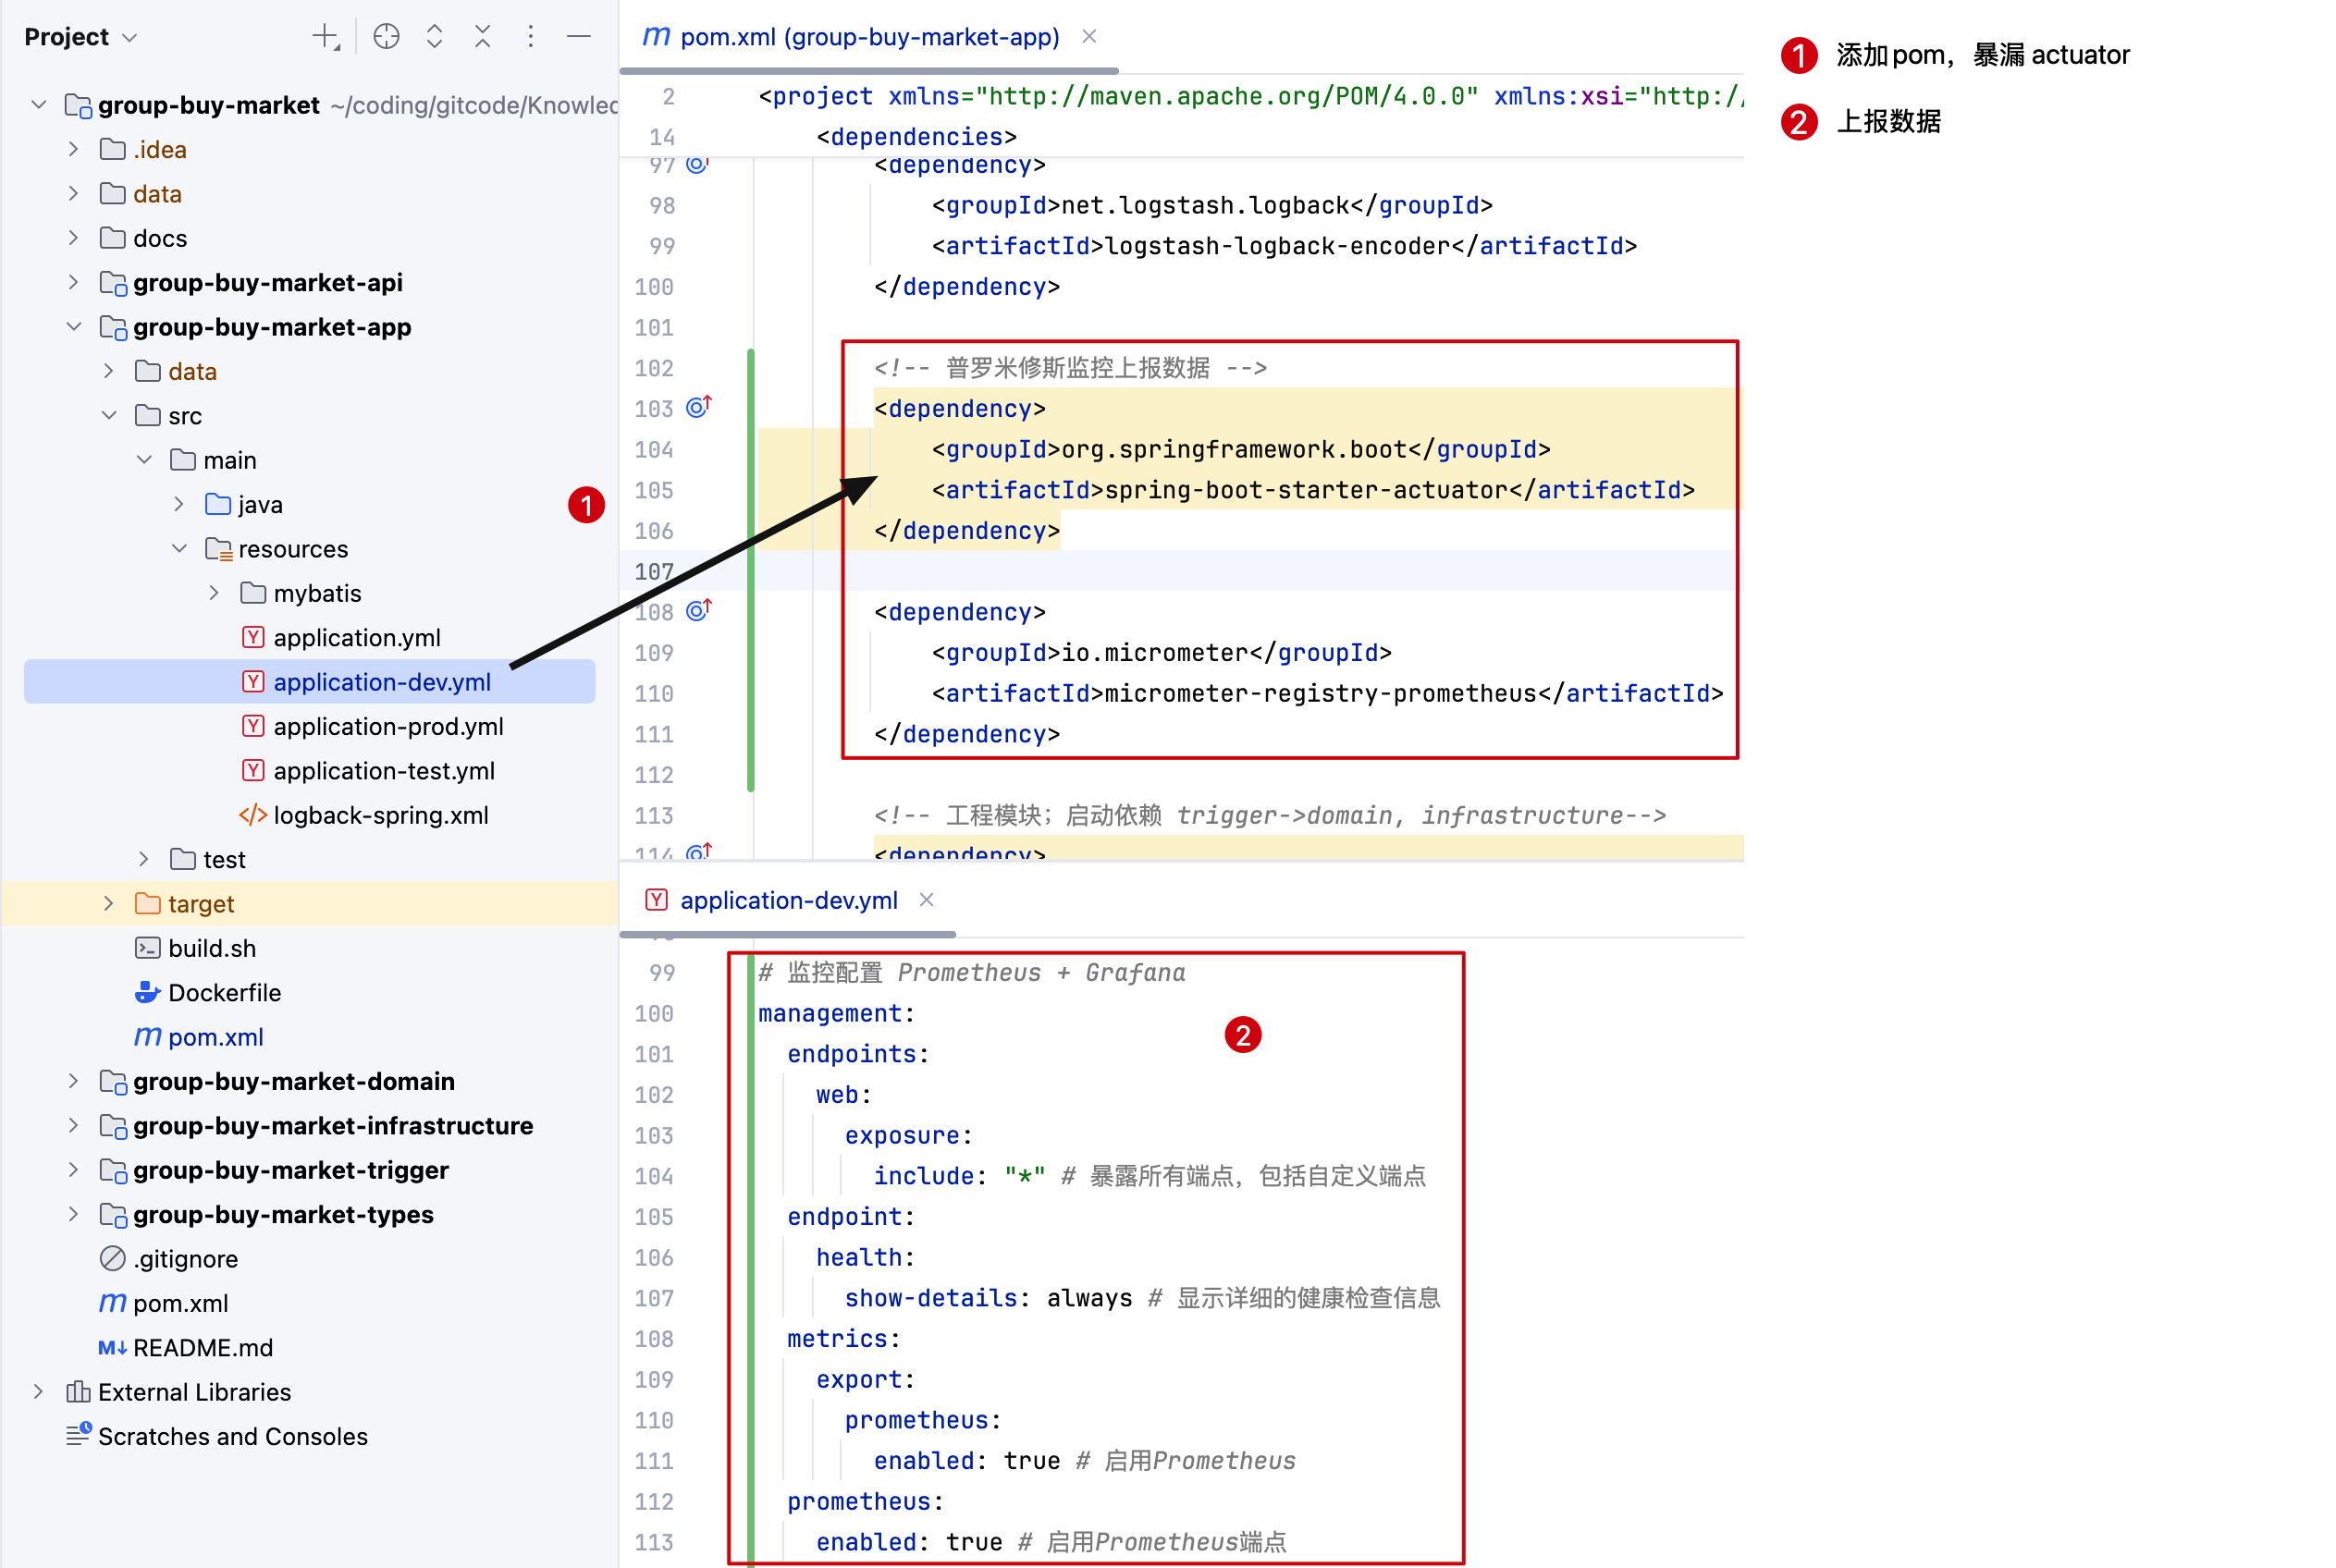 Project
group-buy-market ~/coding/gitcode/Knowled
.idea
data
docs
group-buy-market-api
group-buy-market-app
data
src
main
java
resources
mybatis
application.yml
application-dev.yml
application-prod.yml
application-test.yml
logback-spring.xml
test
target
build.sh
Dockerfile
pom.xml
group-buy-market-domain
group-buy-market-infrastructure
group-buy-market-trigger
group-buy-market-types
.gitignore
pom.xml
README.md
External Libraries
Scratches and Consoles
1
pom.xml (group-buy-market-app)
2 <project xmlns="http://maven.apache.org/POM/4.0.0" xmlns:xsi="http:/
14 <dependencies>
97 <dependency>
98 <groupId>net.logstash.logback</groupId>
99 <artifactId>logstash-logback-encoder</artifactId>
100 </dependency>
101
102 <!-- 普罗米修斯监控上报数据 -->
103 <dependency>
104 <groupId>org.springframework.boot</groupId>
105 <artifactId>spring-boot-starter-actuator</artifactId>
106 </dependency>
107
108 <dependency>
109 <groupId>io.micrometer</groupId>
110 <artifactId>micrometer-registry-prometheus</artifactId>
111 </dependency>
112
113 <!-- 工程模块；启动依赖 trigger->domain, infrastructure-->
114 <dependency>
application-dev.yml
99 # 监控配置 Prometheus + Grafana
100 management:
101 endpoints:
102 web:
103 exposure:
104 include: "*" # 暴露所有端点，包括自定义端点
105 endpoint:
106 health:
107 show-details: always # 显示详细的健康检查信息
108 metrics:
109 export:
110 prometheus:
111 enabled: true # 启用Prometheus
112 prometheus:
113 enabled: true # 启用Prometheus端点
2
1 添加pom，暴漏 actuator
2 上报数据